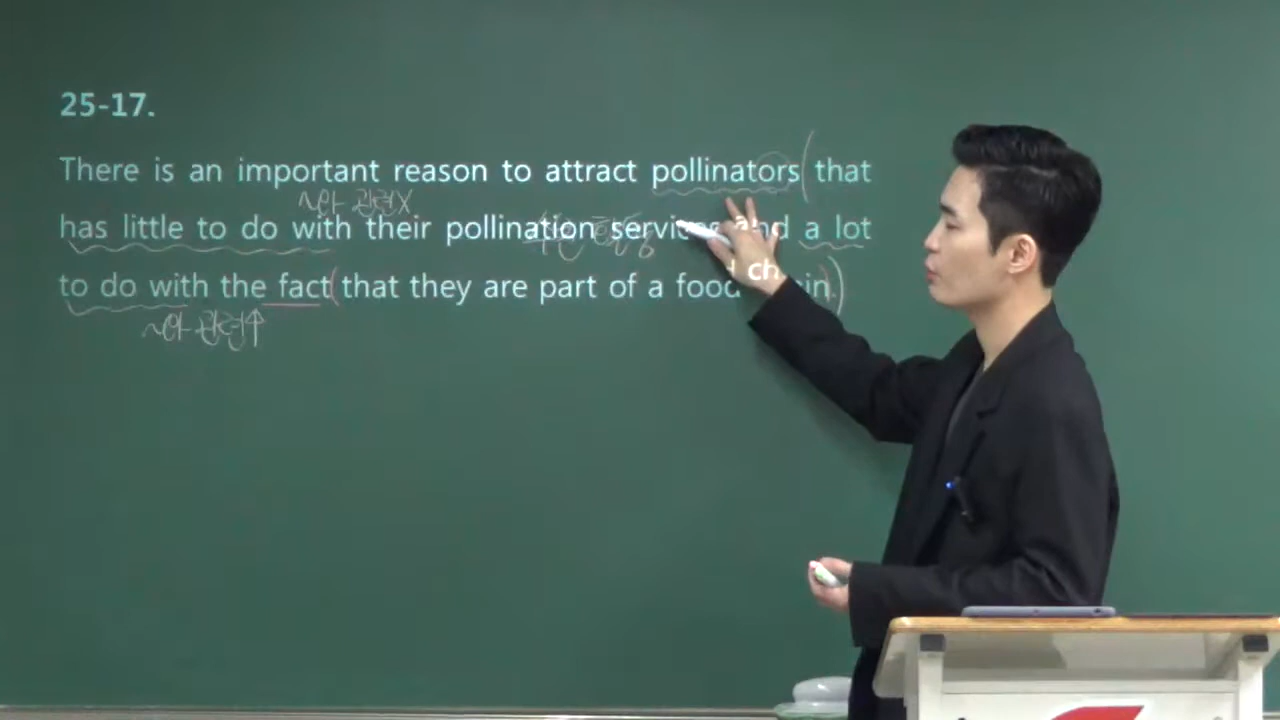 25-17.
There is an important reason to attract pollinators (that
~와 관련X
has little to do with their pollination services and a lot
to do with the fact (that they are part of a food chain.)
~와 관련↑